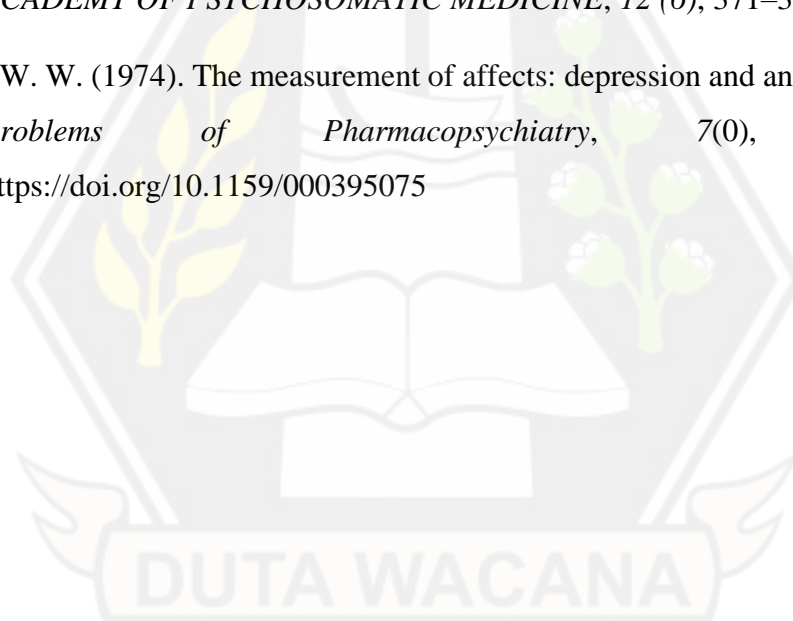 CADEMY OF PSYCHOSOMATIC MEDICINE, 12 (6), 371–3
W. W. (1974). The measurement of affects: depression and an
roblems of Pharmacopsychiatry, 7(0),
ttps://doi.org/10.1159/000395075
DUTA WACANA